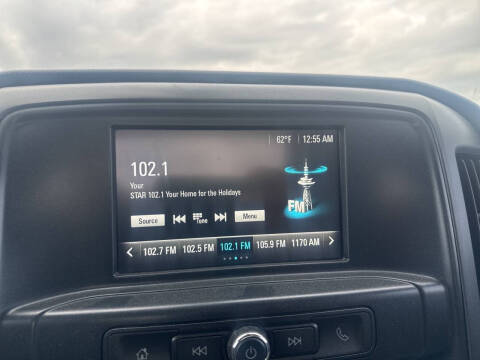 62°F 12:55 AM
102.1
Your
STAR 102.1 Your Home for the Holidays
FM
Source Tune Menu
102.7 FM 102.5 FM 102.1 FM 105.9 FM 1170 AM